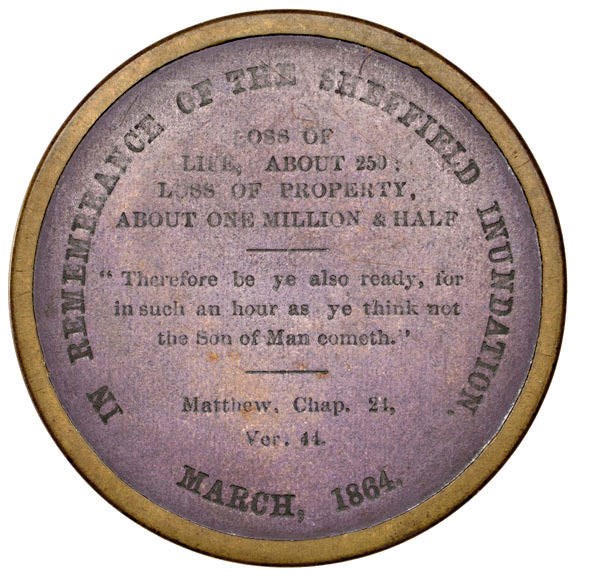 IN REMEMBRANCE OF THE SHEFFIELD INUNDATION,
LOSS OF
LIFE, ABOUT 250;
LOSS OF PROPERTY,
ABOUT ONE MILLION & HALF
“Therefore be ye also ready, for
in such an hour as ye think not
the Son of Man cometh.”
Matthew, Chap. 24,
Ver. 44.
MARCH, 1864.